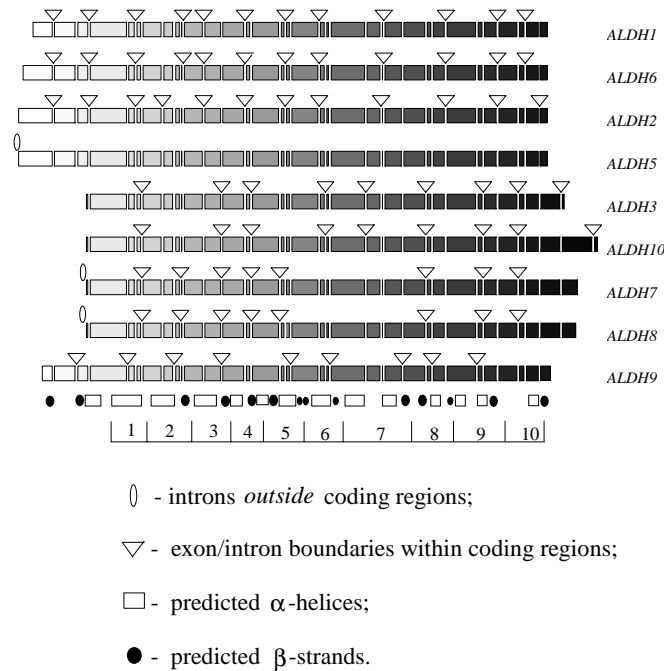 ALDH1
ALDH6
ALDH2
ALDH5
ALDH3
ALDH10
ALDH7
ALDH8
ALDH9
1 2 3 4 5 6 7 8 9 10
- introns outside coding regions;
- exon/intron boundaries within coding regions;
- predicted α-helices;
- predicted β-strands.